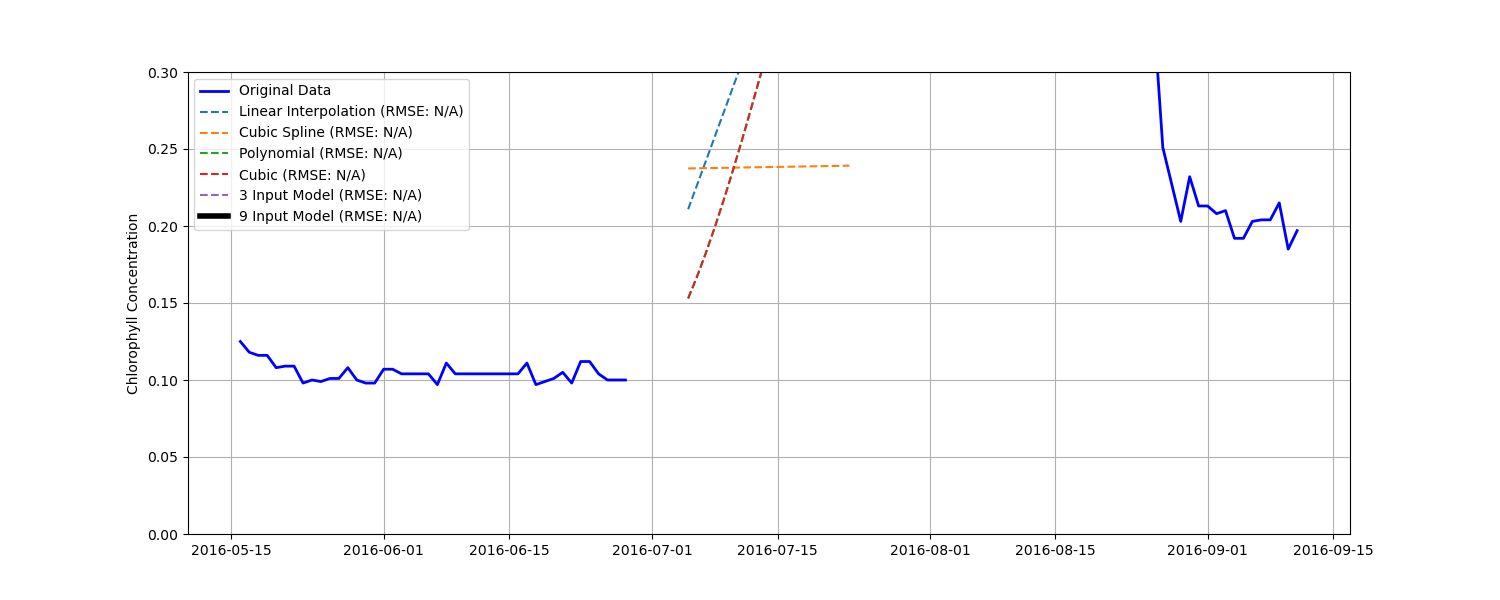 0.30
0.25
0.20
0.15
0.10
0.05
0.00
Chlorophyll Concentration
Original Data
Linear Interpolation (RMSE: N/A)
Cubic Spline (RMSE: N/A)
Polynomial (RMSE: N/A)
Cubic (RMSE: N/A)
3 Input Model (RMSE: N/A)
9 Input Model (RMSE: N/A)
2016-05-15 2016-06-01 2016-06-15 2016-07-01 2016-07-15 2016-08-01 2016-08-15 2016-09-01 2016-09-15